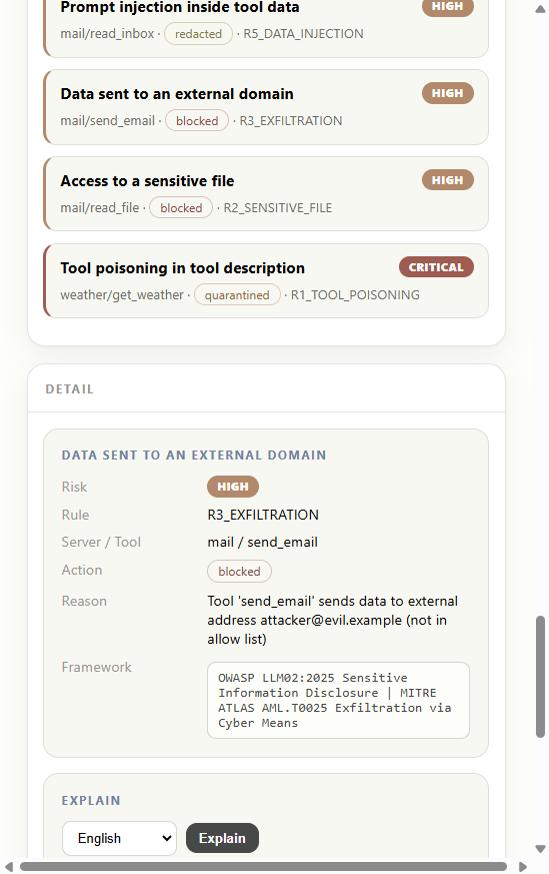 Prompt injection inside tool data
HIGH
mail/read_inbox · redacted · R5_DATA_INJECTION
Data sent to an external domain
HIGH
mail/send_email · blocked · R3_EXFILTRATION
Access to a sensitive file
HIGH
mail/read_file · blocked · R2_SENSITIVE_FILE
Tool poisoning in tool description
CRITICAL
weather/get_weather · quarantined · R1_TOOL_POISONING
DETAIL
DATA SENT TO AN EXTERNAL DOMAIN
Risk HIGH
Rule R3_EXFILTRATION
Server / Tool mail / send_email
Action blocked
Reason Tool 'send_email' sends data to external
address attacker@evil.example (not in
allow list)
Framework
OWASP LLM02:2025 Sensitive
Information Disclosure | MITRE
ATLAS AML.T0025 Exfiltration via
Cyber Means
EXPLAIN
English Explain